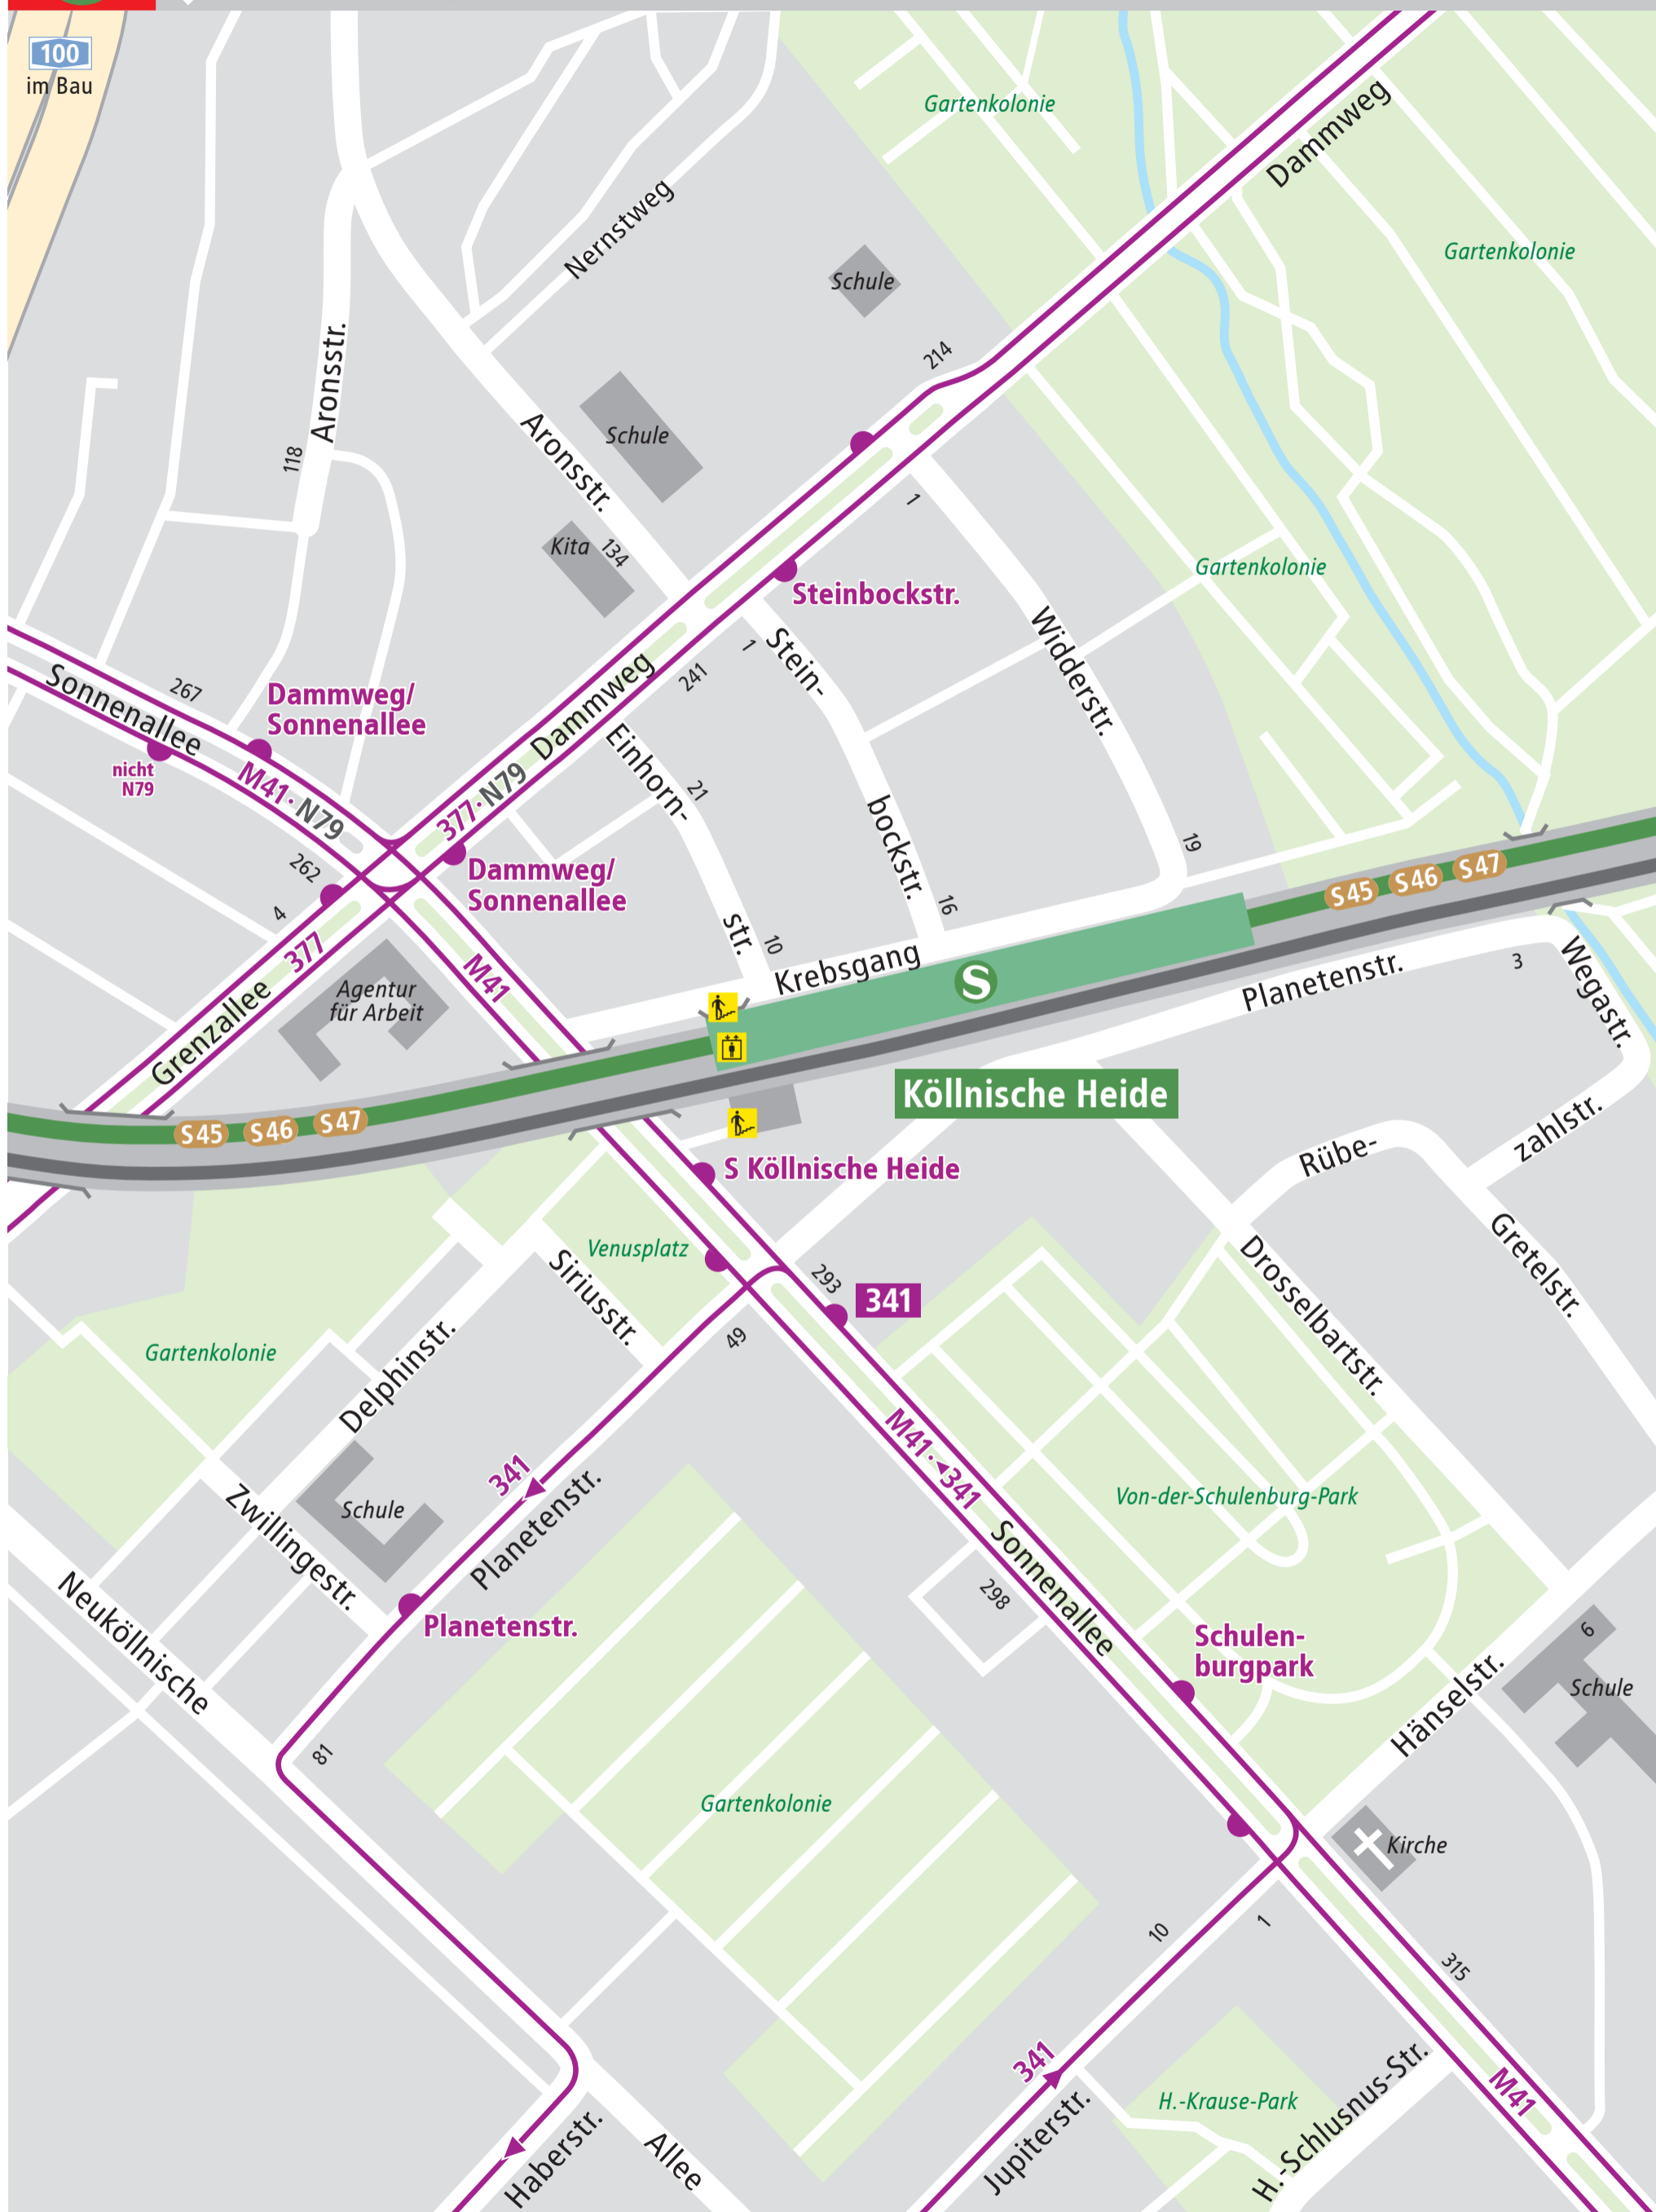 100
im Bau
Gartenkolonie
Dammweg
Nernstweg
Gartenkolonie
Schule
Aronsstr.
214
Aronsstr.
Schule
118
1
Kita
134
Gartenkolonie
Steinbockstr.
Widderstr.
1
Stein-
bockstr.
241
Sonnenallee
267
Dammweg/
Sonnenallee
Dammweg
nicht
N79
M41·N79
377·N79
Einhorn-
str.
21
19
262
Dammweg/
Sonnenallee
S45
S46
S47
4
16
377
M41
10
Krebsgang
S
Planetenstr.
3
Wegastr.
Agentur
für Arbeit
Grenzallee
Köllnische Heide
S45
S46
S47
Rübe-
zahlstr.
S Köllnische Heide
Venusplatz
Siriusstr.
Gretelstr.
Drosselbartstr.
293
341
49
Gartenkolonie
Delphinstr.
M41·341
341
Planetenstr.
Schule
Zwillingestr.
Von-der-Schulenburg-Park
Sonnenallee
298
Neuköllnische
Planetenstr.
Schulen-
burgpark
6
Schule
Hänselstr.
81
Gartenkolonie
Kirche
10
1
315
341
Jupiterstr.
H.-Krause-Park
H.-Schlusnus-Str.
M41
Haberstr.
Allee